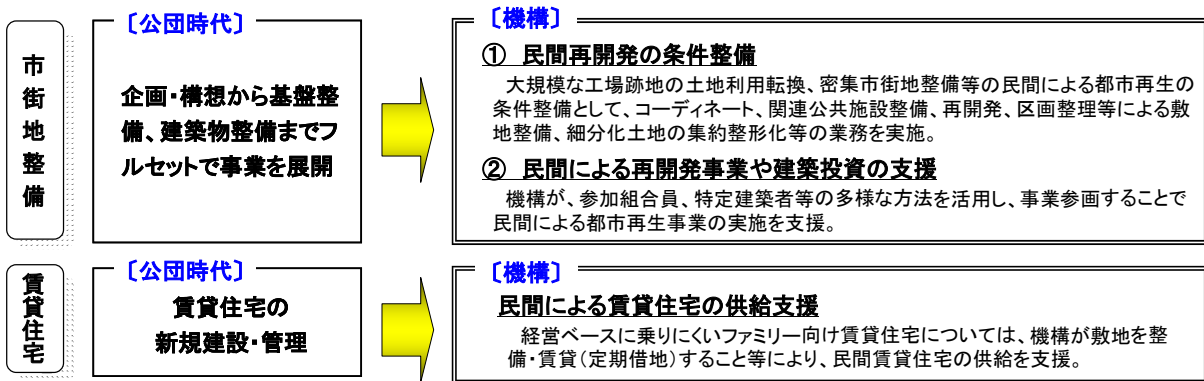 市街地整備
〔公団時代〕
企画・構想から基盤整
備、建築物整備までフ
ルセットで事業を展開
〔機構〕
① 民間再開発の条件整備
大規模な工場跡地の土地利用転換、密集市街地整備等の民間による都市再生の
条件整備として、コーディネート、関連公共施設整備、再開発、区画整理等による敷
地整備、細分化土地の集約整形化等の業務を実施。
② 民間による再開発事業や建築投資の支援
機構が、参加組合員、特定建築者等の多様な方法を活用し、事業参画することで
民間による都市再生事業の実施を支援。
賃貸住宅
〔公団時代〕
賃貸住宅の
新規建設・管理
〔機構〕
民間による賃貸住宅の供給支援
経営ベースに乗りにくいファミリー向け賃貸住宅については、機構が敷地を整
備・賃貸（定期借地）すること等により、民間賃貸住宅の供給を支援。